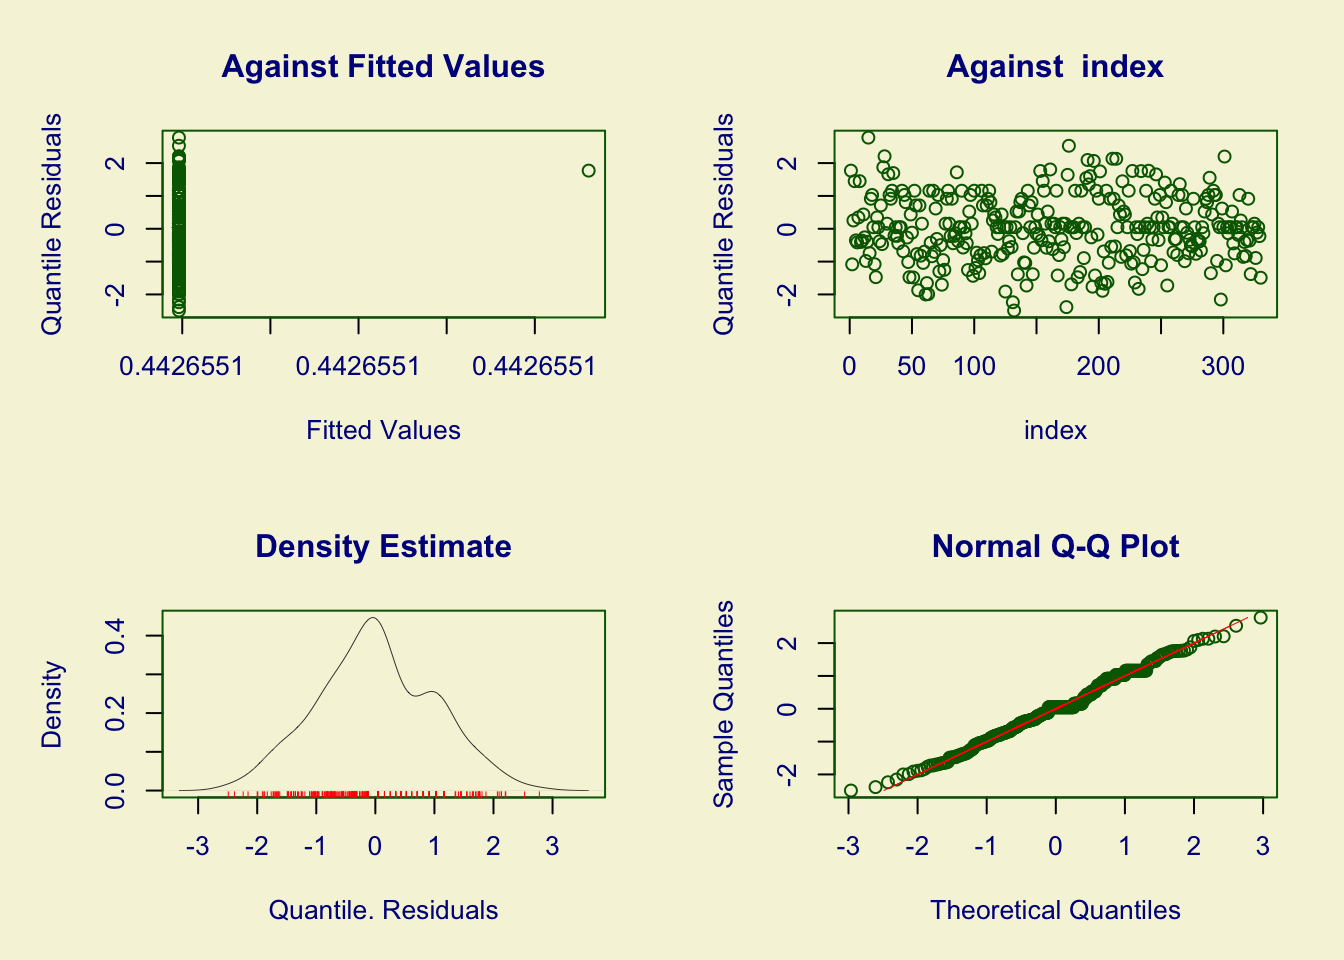 Against Fitted Values
Quantile Residuals
2
0
-2
0.4426551
0.4426551
0.4426551
Fitted Values
Against  index
Quantile Residuals
2
0
-2
0
50
100
200
300
index
Density Estimate
Density
0.4
0.2
0.0
-3
-2
-1
0
1
2
3
Quantile. Residuals
Normal Q-Q Plot
Sample Quantiles
2
0
-2
-3
-2
-1
0
1
2
3
Theoretical Quantiles